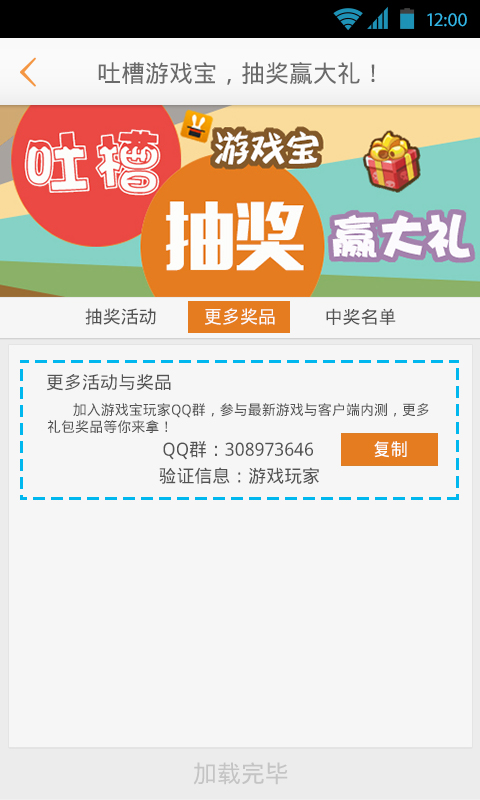 12:00
吐槽游戏宝，抽奖赢大礼！
吐槽
游戏宝
抽奖
赢大礼
抽奖活动 更多奖品 中奖名单
更多活动与奖品
加入游戏宝玩家QQ群，参与最新游戏与客户端内测，更多
礼包奖品等你来拿！
QQ群：308973646 复制
验证信息：游戏玩家
加载完毕